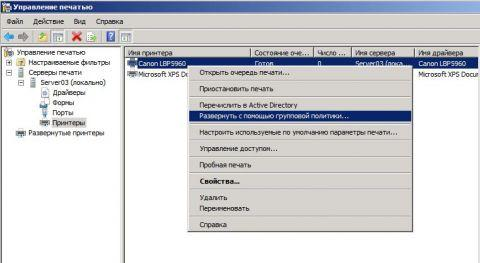 Управление печатью
Файл Действие Вид Справка
Управление печатью
Настраиваемые фильтры
Серверы печати
Server03 (локально)
Драйверы
Формы
Порты
Принтеры
Развернутые принтеры
Имя принтера Состояние оче... Число ... Имя сервера Имя драйвера
Canon LBP5960 Готов 0 Server03 (лока... Canon LBP5960
Microsoft XPS Docu
Microsoft XPS Docum
Открыть очередь печати...
Приостановить печать
Перечислить в Active Directory
Развернуть с помощью групповой политики...
Настроить используемые по умолчанию параметры печати...
Управление доступом...
Пробная печать
Свойства...
Удалить
Переименовать
Справка